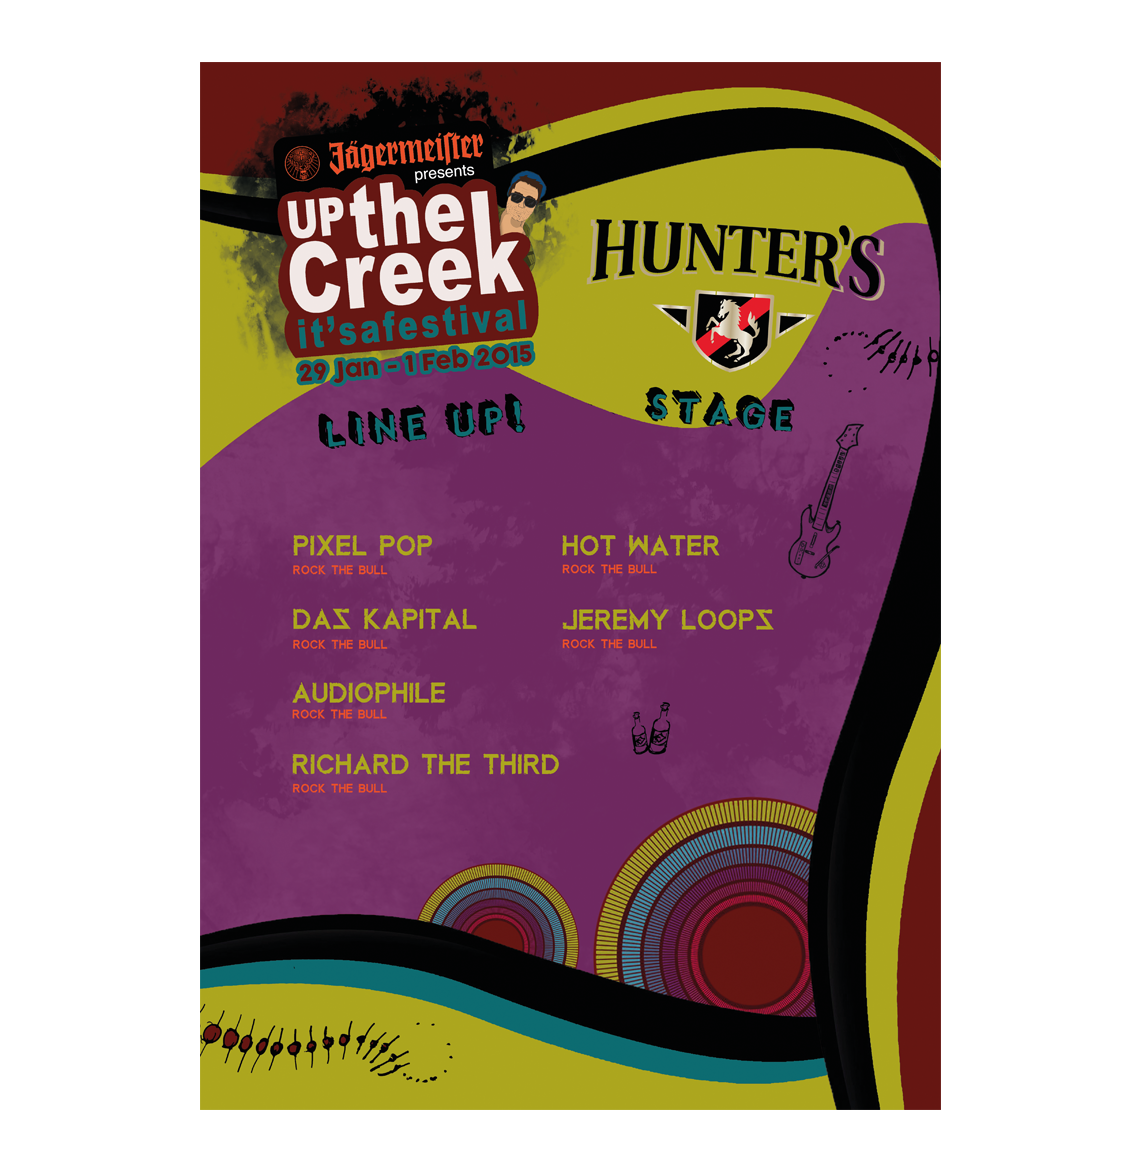 Jägermeiſter
presents
UP the
Creek
it'safestival
29 Jan - 1 Feb 2015
HUNTER'S
LINE UP!
STAGE
PIXEL POP
ROCK THE BULL
DAS KAPITAL
ROCK THE BULL
AUDIOPHILE
ROCK THE BULL
RICHARD THE THIRD
ROCK THE BULL
HOT WATER
ROCK THE BULL
JEREMY LOOPS
ROCK THE BULL